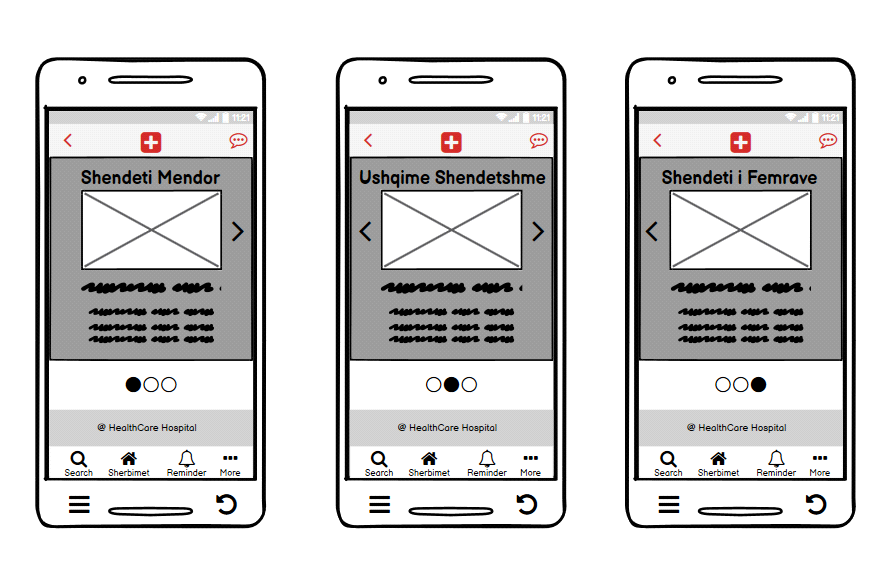 11:21
Shendeti Mendor
@ HealthCare Hospital
Search Sherbimet Reminder More
11:21
Ushqime Shendetshme
@ HealthCare Hospital
Search Sherbimet Reminder More
11:21
Shendeti i Femrave
@ HealthCare Hospital
Search Sherbimet Reminder More